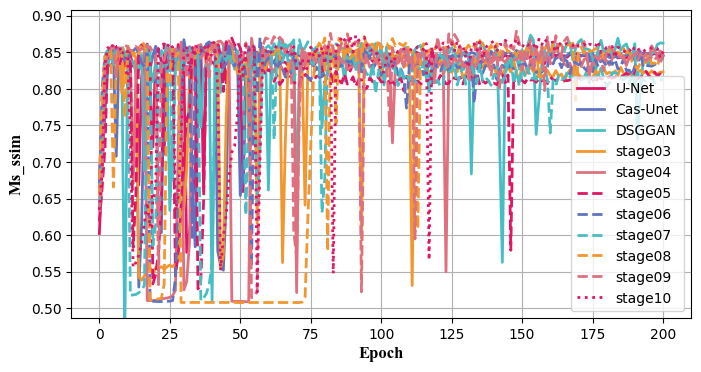 0.90
0.85
0.80
0.75
0.70
0.65
0.60
0.55
0.50
Ms_ssim
U-Net
Cas-Unet
DSGGAN
stage03
stage04
stage05
stage06
stage07
stage08
stage09
stage10
0 25 50 75 100 125 150 175 200
Epoch